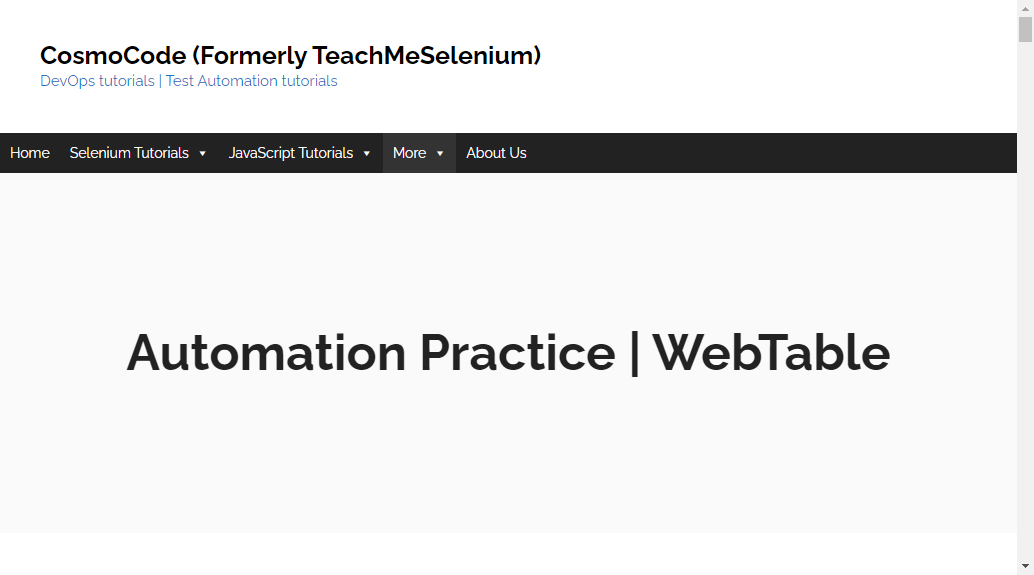 CosmoCode (Formerly TeachMeSelenium)
DevOps tutorials | Test Automation tutorials
Home Selenium Tutorials JavaScript Tutorials More About Us
Automation Practice | WebTable